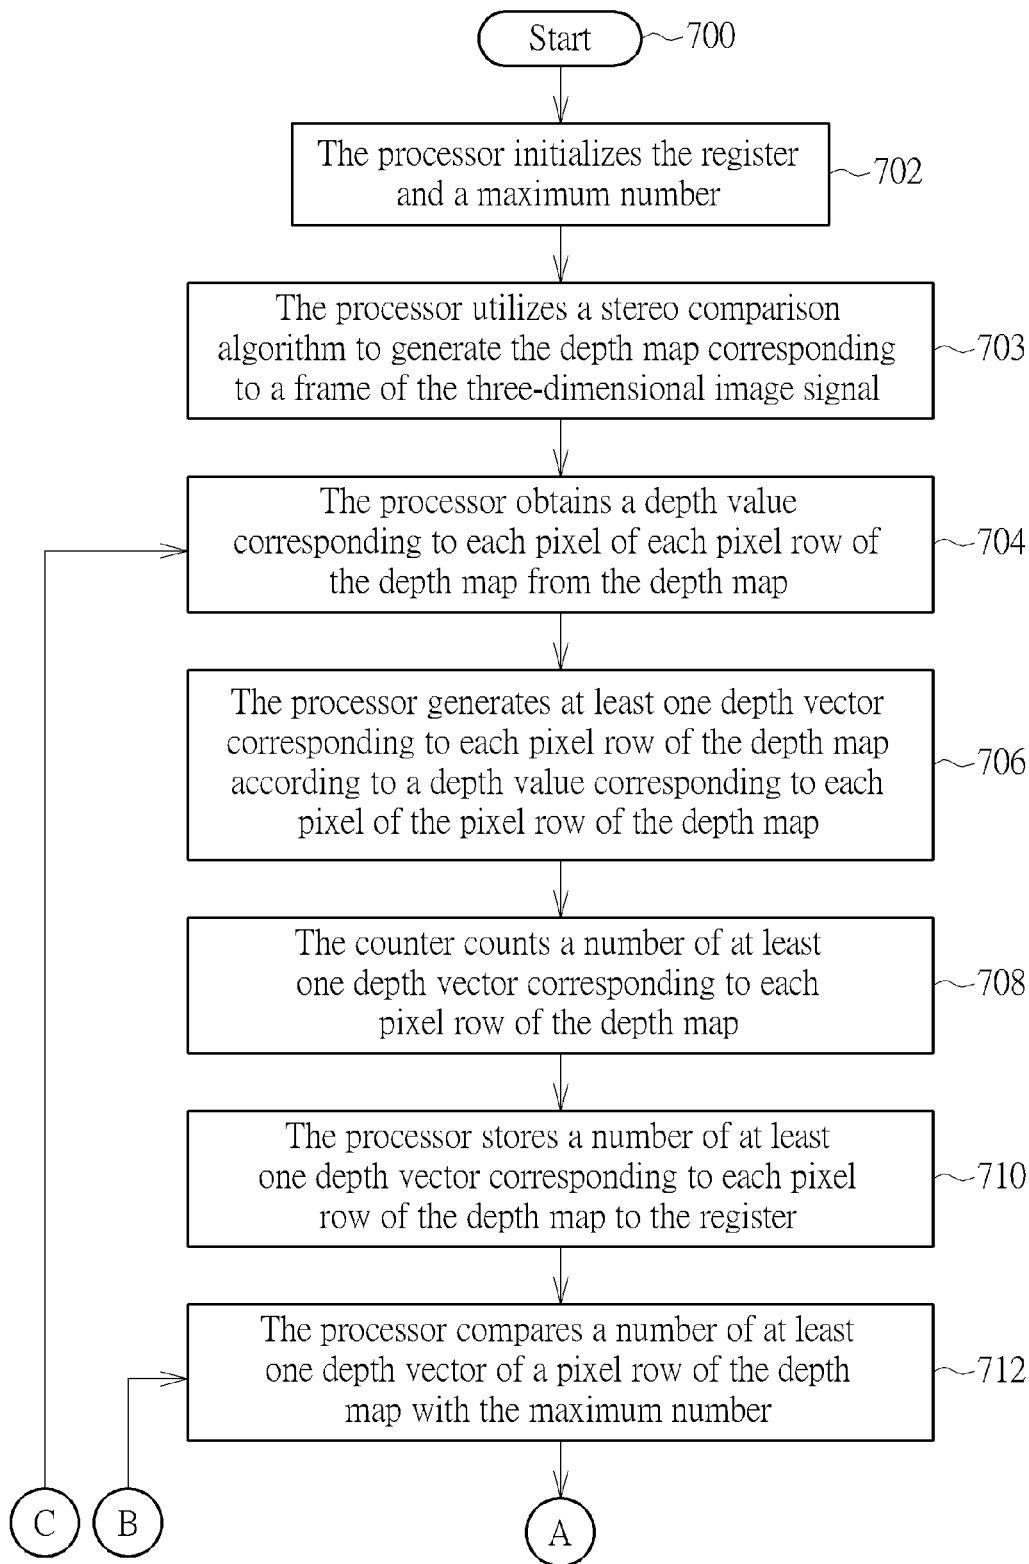 Start
700
The processor initializes the register
and a maximum number
702
The processor utilizes a stereo comparison
algorithm to generate the depth map corresponding
to a frame of the three-dimensional image signal
703
The processor obtains a depth value
corresponding to each pixel of each pixel row of
the depth map from the depth map
704
The processor generates at least one depth vector
corresponding to each pixel row of the depth map
according to a depth value corresponding to each
pixel of the pixel row of the depth map
706
The counter counts a number of at least
one depth vector corresponding to each
pixel row of the depth map
708
The processor stores a number of at least
one depth vector corresponding to each pixel
row of the depth map to the register
710
The processor compares a number of at least
one depth vector of a pixel row of the depth
map with the maximum number
712
C
B
A